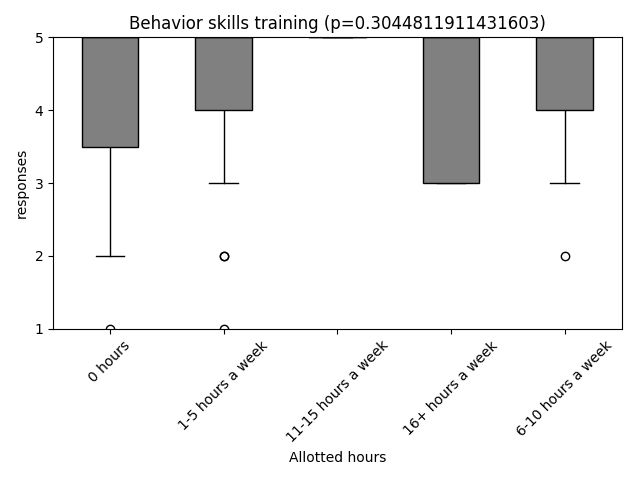 Behavior skills training (p=0.3044811911431603)
5
4
3
2
1
responses
0 hours
1-5 hours a week
11-15 hours a week
16+ hours a week
6-10 hours a week
Allotted hours